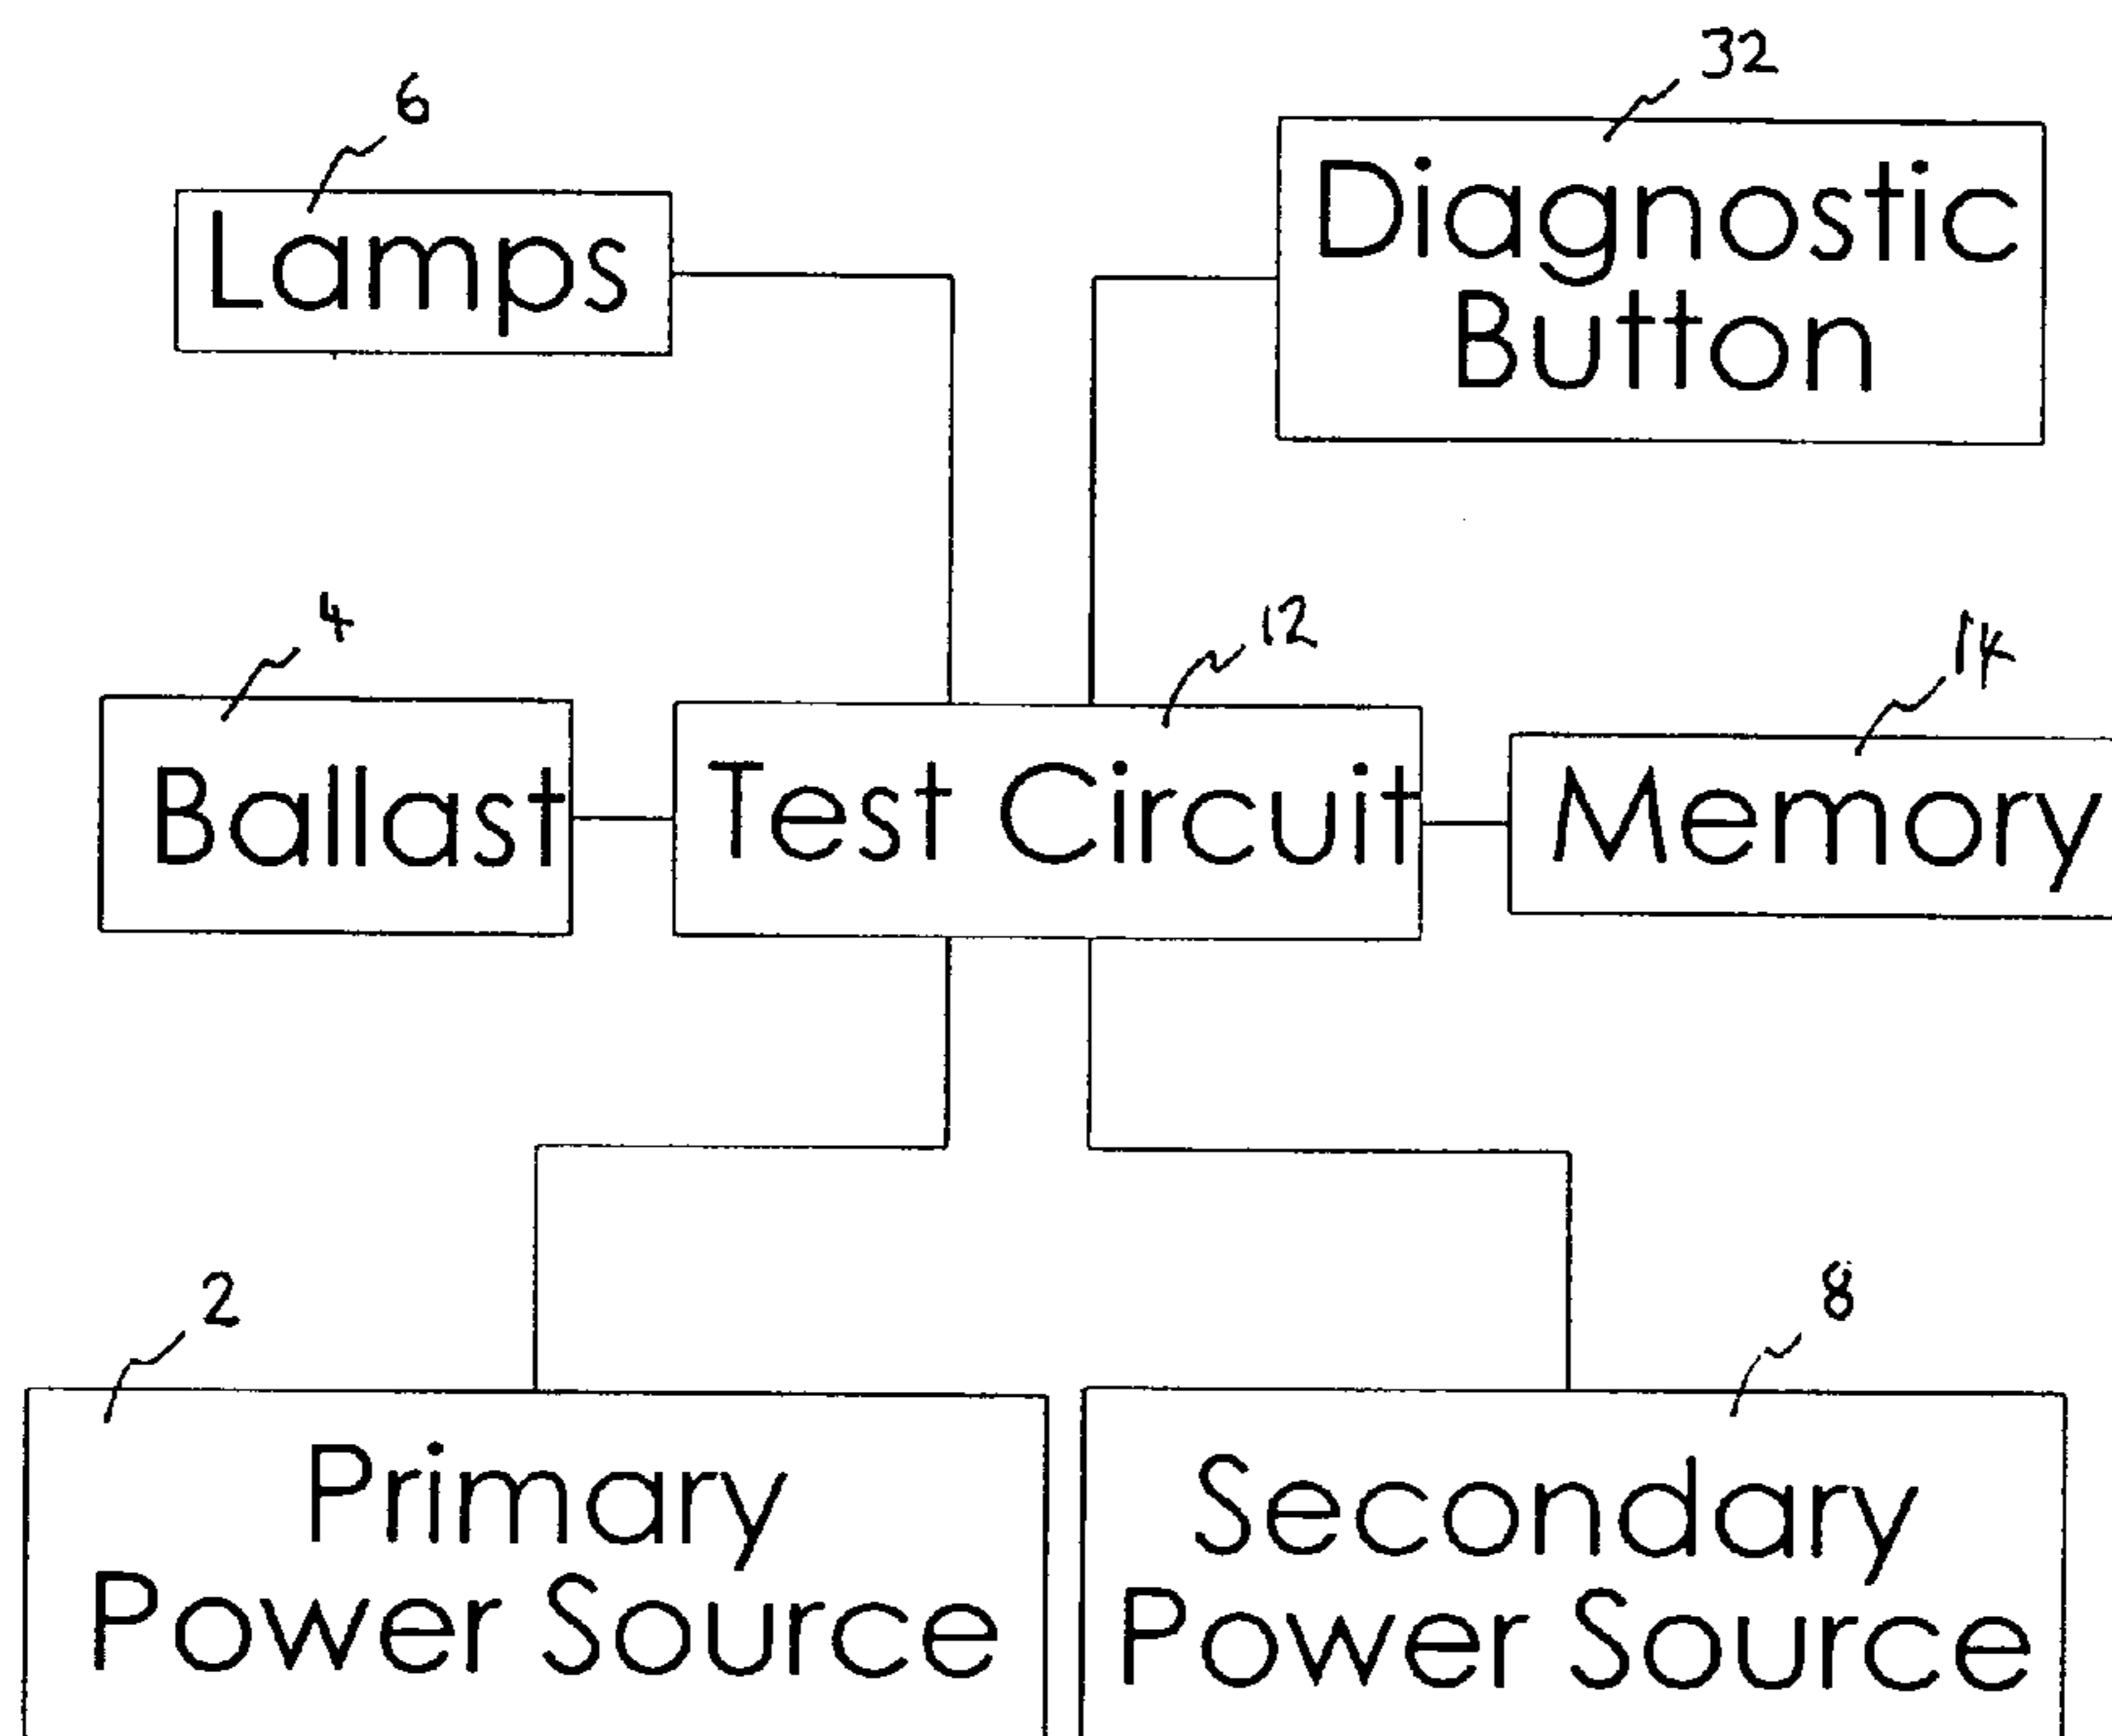 6
32
Lamps
Diagnostic
Button
4
12
14
Ballast
Test Circuit
Memory
2
8
Primary
Power Source
Secondary
Power Source